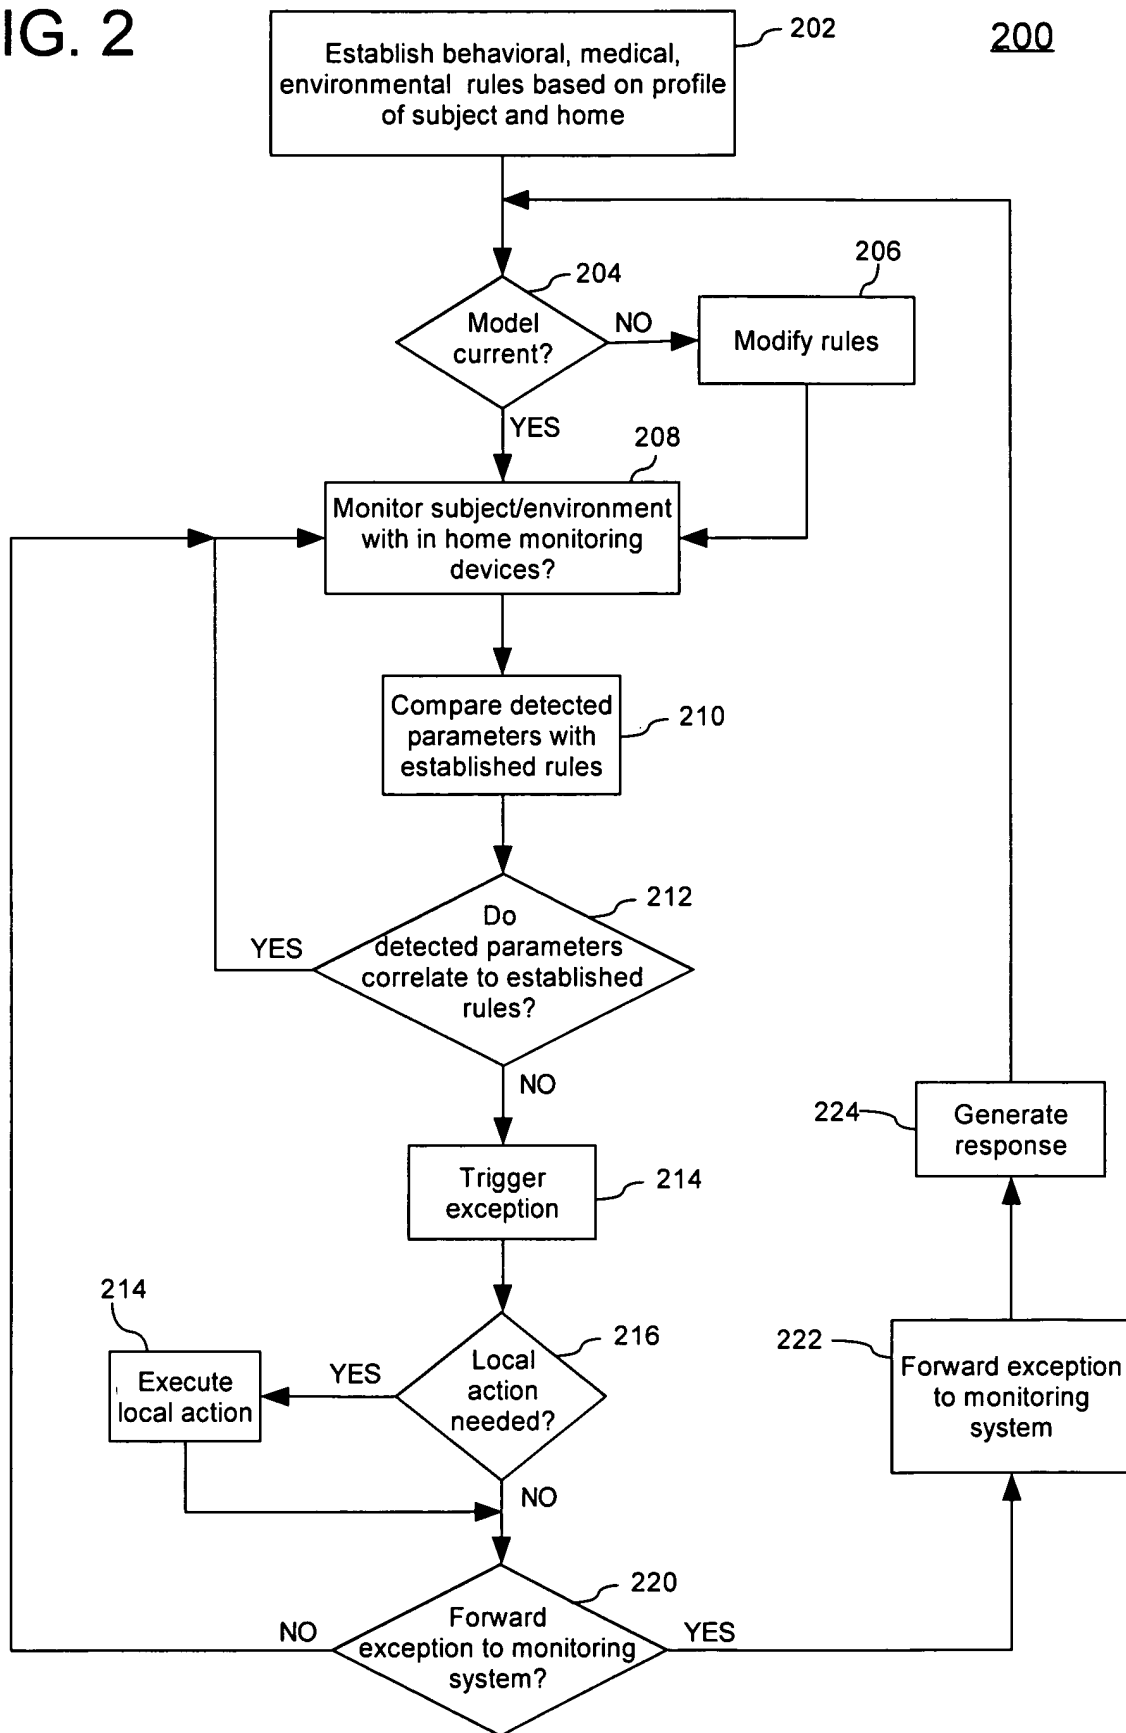 IG. 2
200
202
Establish behavioral, medical,
environmental rules based on profile
of subject and home
204
Model
current?
NO
206
Modify rules
YES
208
Monitor subject/environment
with in home monitoring
devices?
Compare detected
parameters with
established rules
210
212
Do
detected parameters
correlate to established
rules?
YES
NO
Trigger
exception
214
224
Generate
response
214
Execute
local action
YES
216
Local
action
needed?
NO
222
Forward exception
to monitoring
system
220
Forward
exception to monitoring
system?
NO
YES